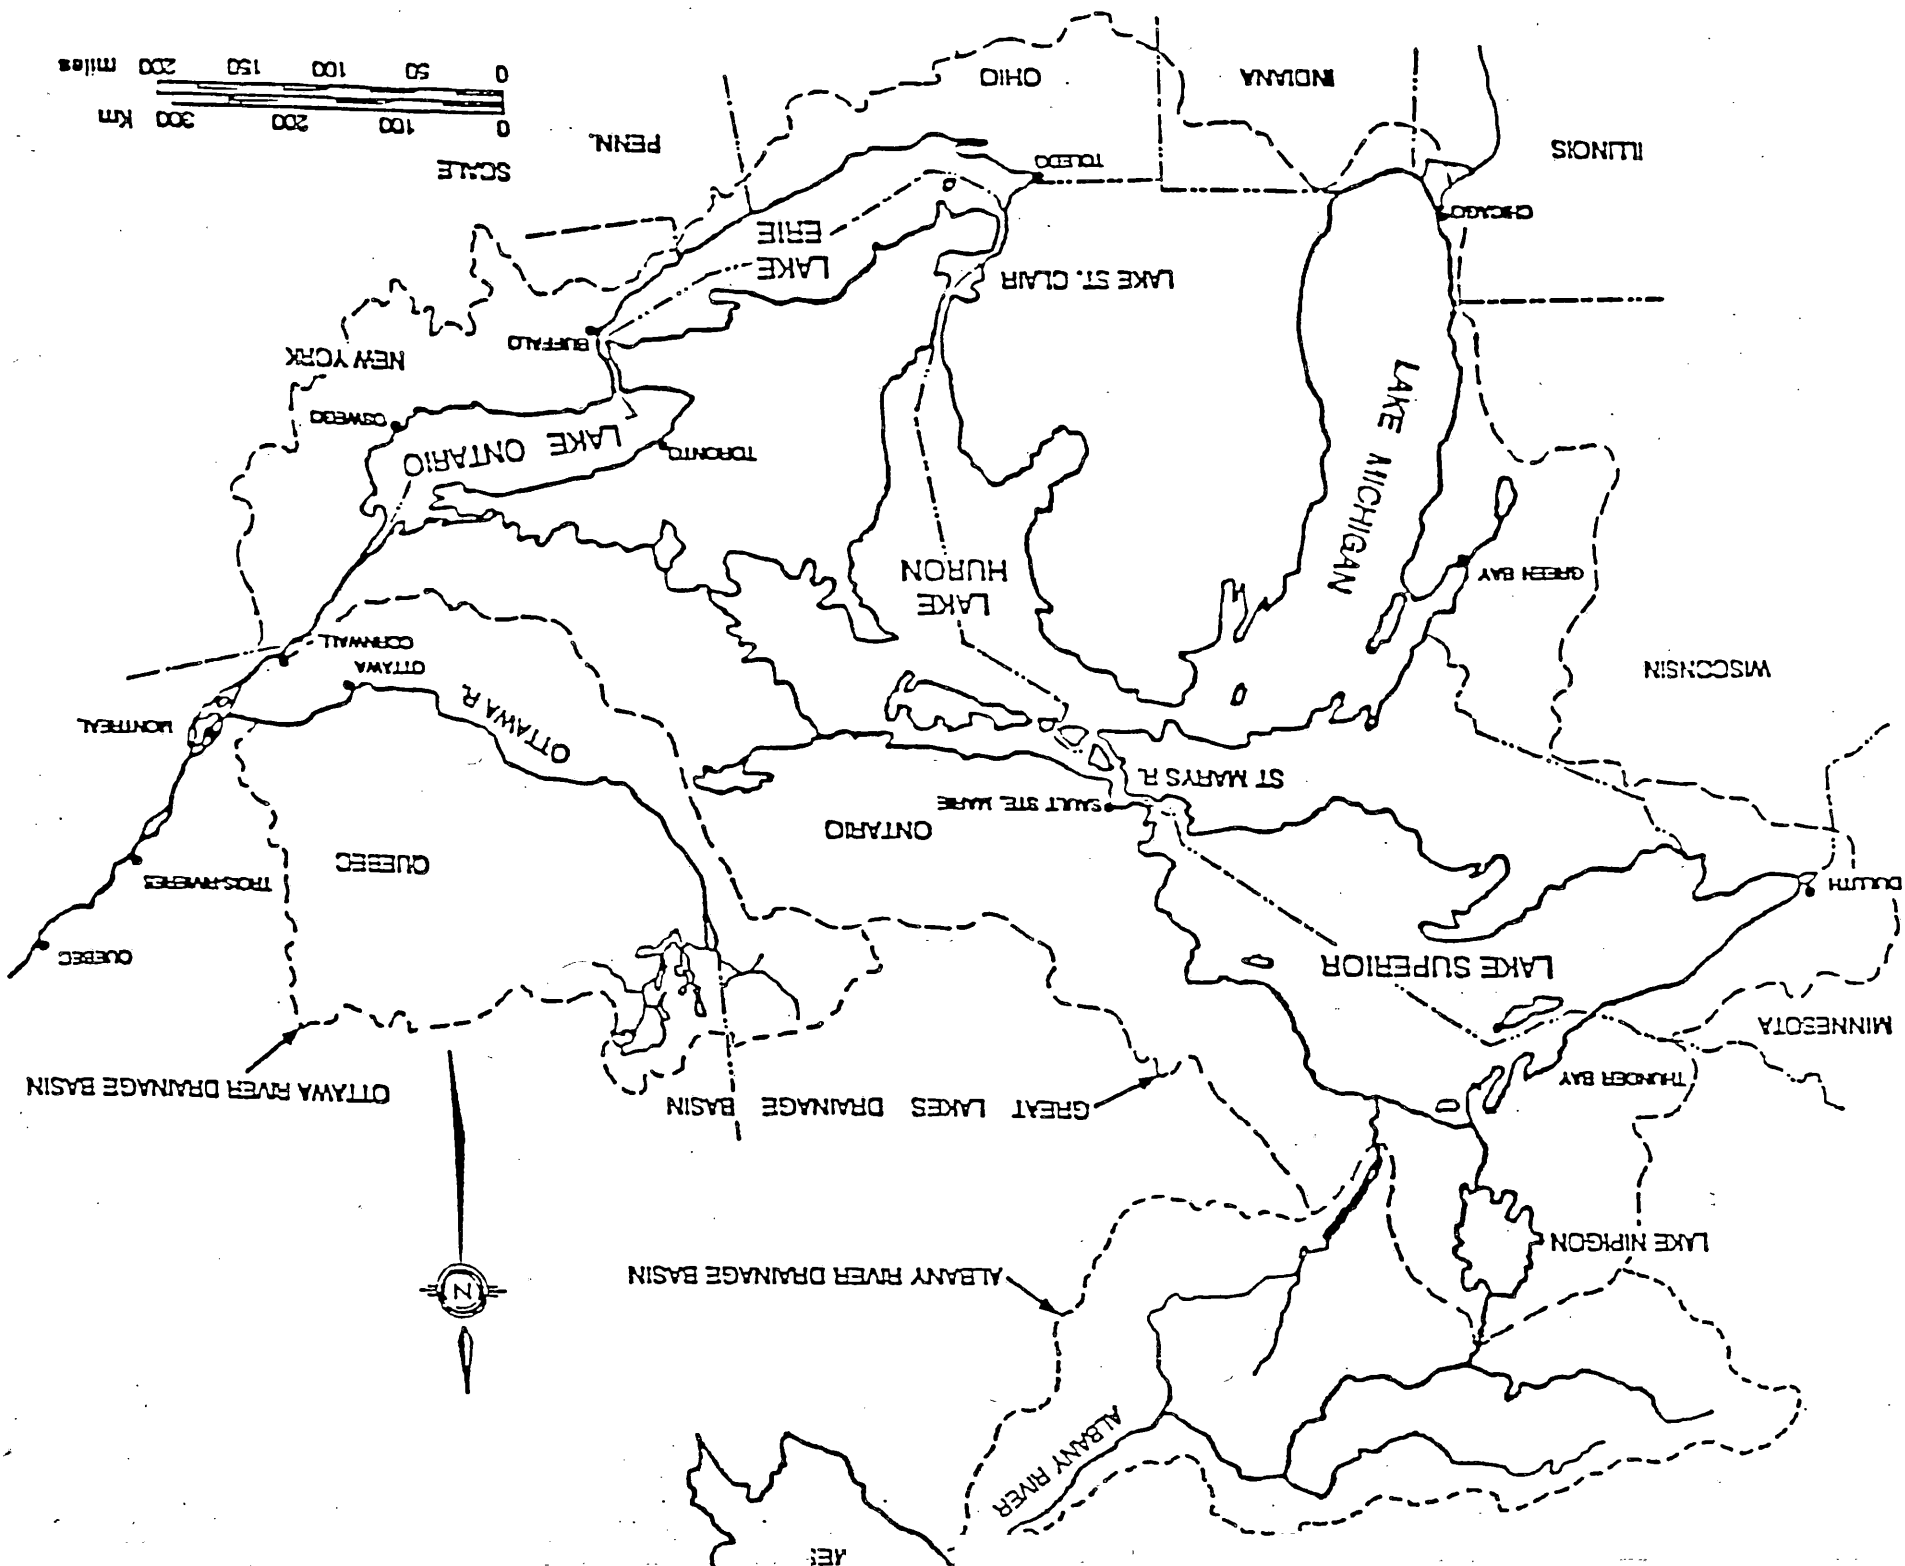 ALBANY RIVER
N
ALBANY RIVER DRAINAGE BASIN
LAKE NIPIGON
GREAT LAKES DRAINAGE BASIN
OTTAWA RIVER DRAINAGE BASIN
THUNDER BAY
MINNESOTA
LAKE SUPERIOR
QUEBEC
DULUTH
TROIS-RIVIERES
QUEBEC
ONTARIO
SAULT STE. MARIE
ST MARYS R.
OTTAWA R.
MONTREAL
WISCONSIN
OTTAWA
CORNWALL
LAKE
HURON
GREEN BAY
LAKE MICHIGAN
TORONTO
LAKE ONTARIO
OSWEGO
NEW YORK
BUFFALO
LAKE ST. CLAIR
LAKE
ERIE
CHICAGO
TOLEDO
ILLINOIS
INDIANA
OHIO
PENN.
SCALE
0 100 200 300 Km
0 50 100 150 200 miles